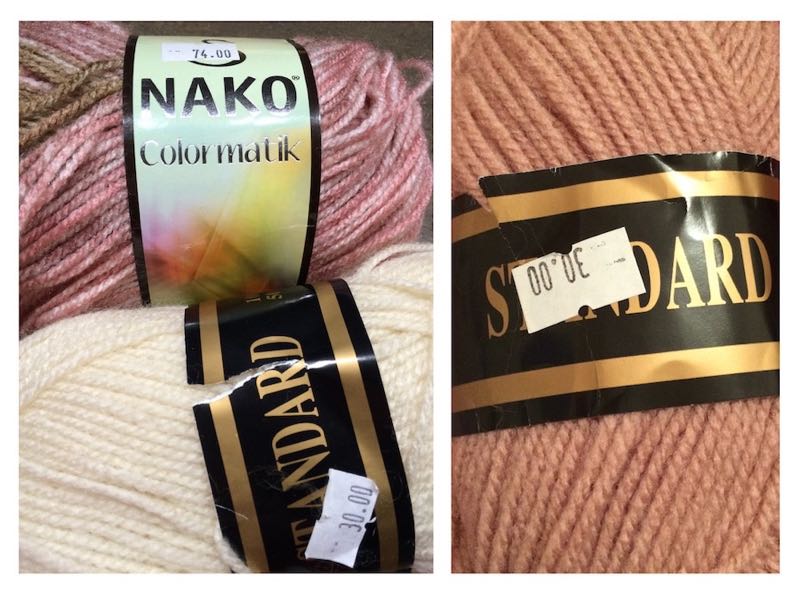 74.00
NAKO
Colormatik
STANDARD
30.00
STANDARD
30.00